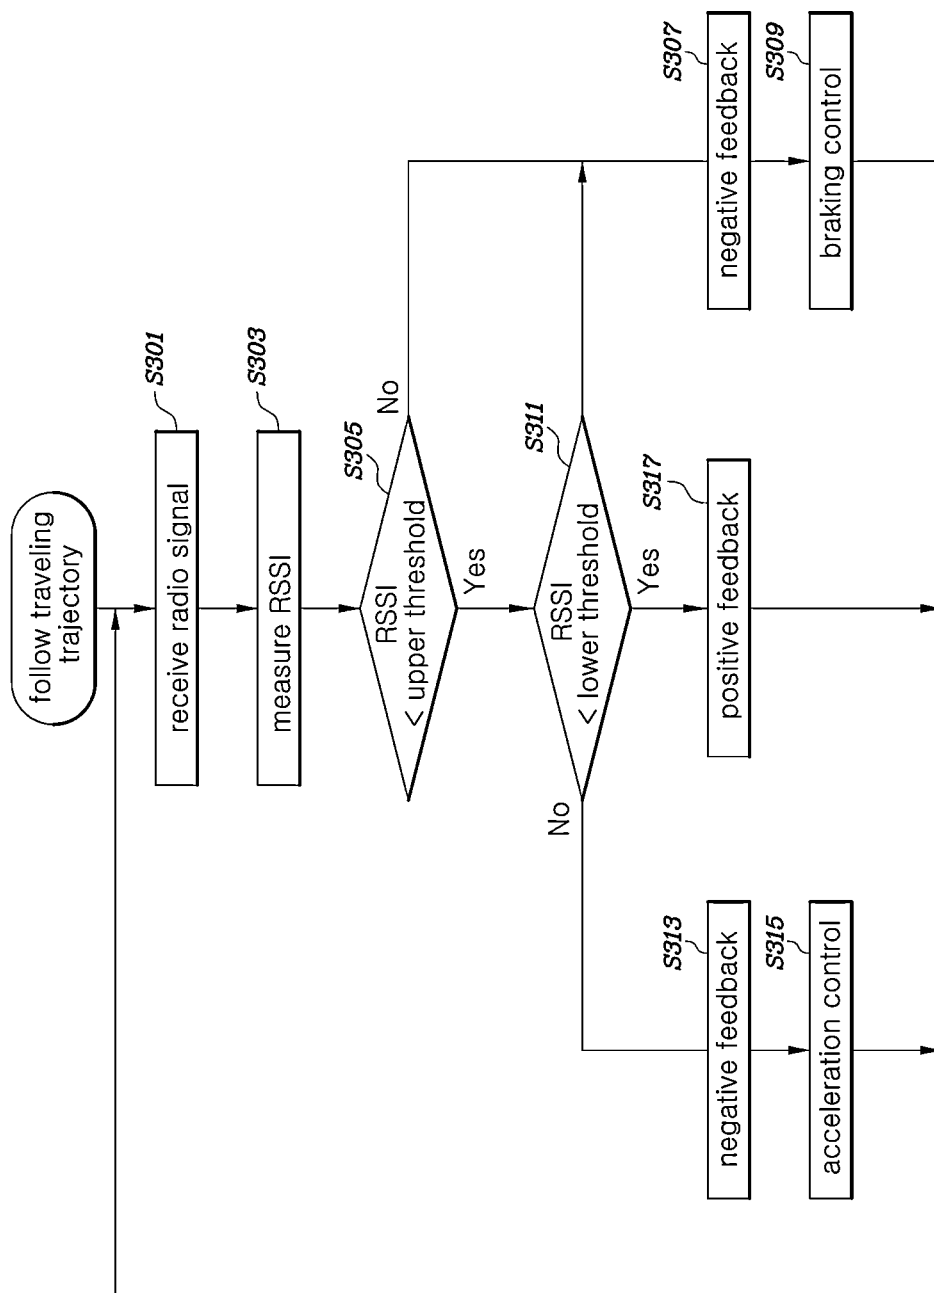 follow traveling
trajectory
S301
receive radio signal
S303
measure RSSI
S305
RSSI
< upper threshold
No
Yes
S311
RSSI
< lower threshold
No
Yes
S313
negative feedback
S315
acceleration control
S317
positive feedback
S307
negative feedback
S309
braking control